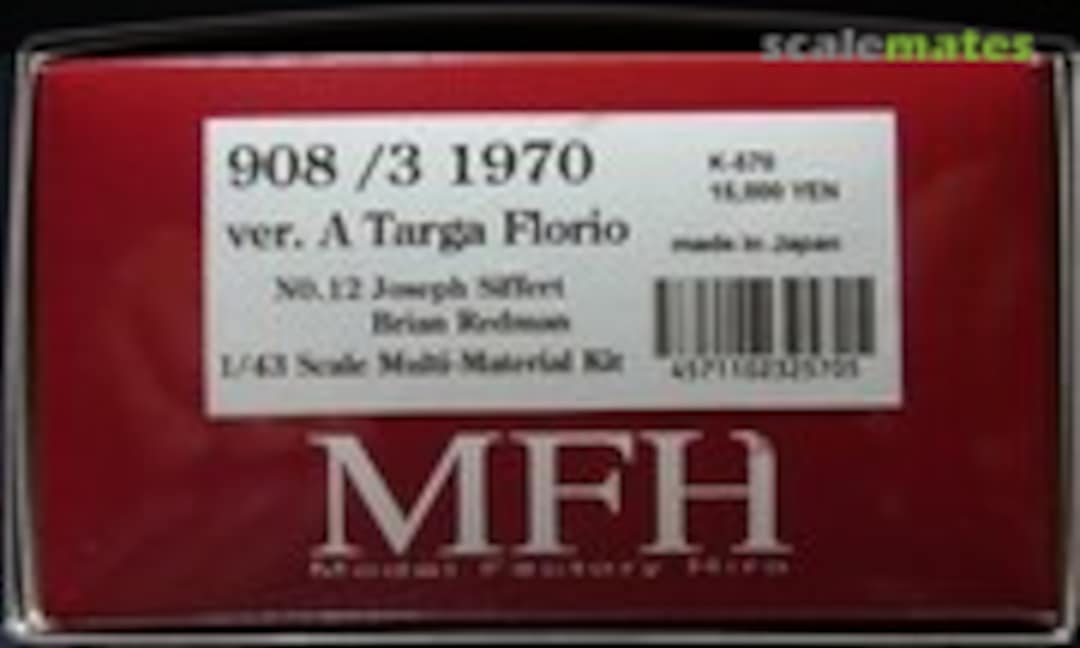 scalemates
908 /3 1970
ver. A Targa Florio
No.12 Joseph Siffert
Brian Redman
1/43 Scale Multi-Material Kit
YEN
made in Japan
MFH
Model Factory Hiro